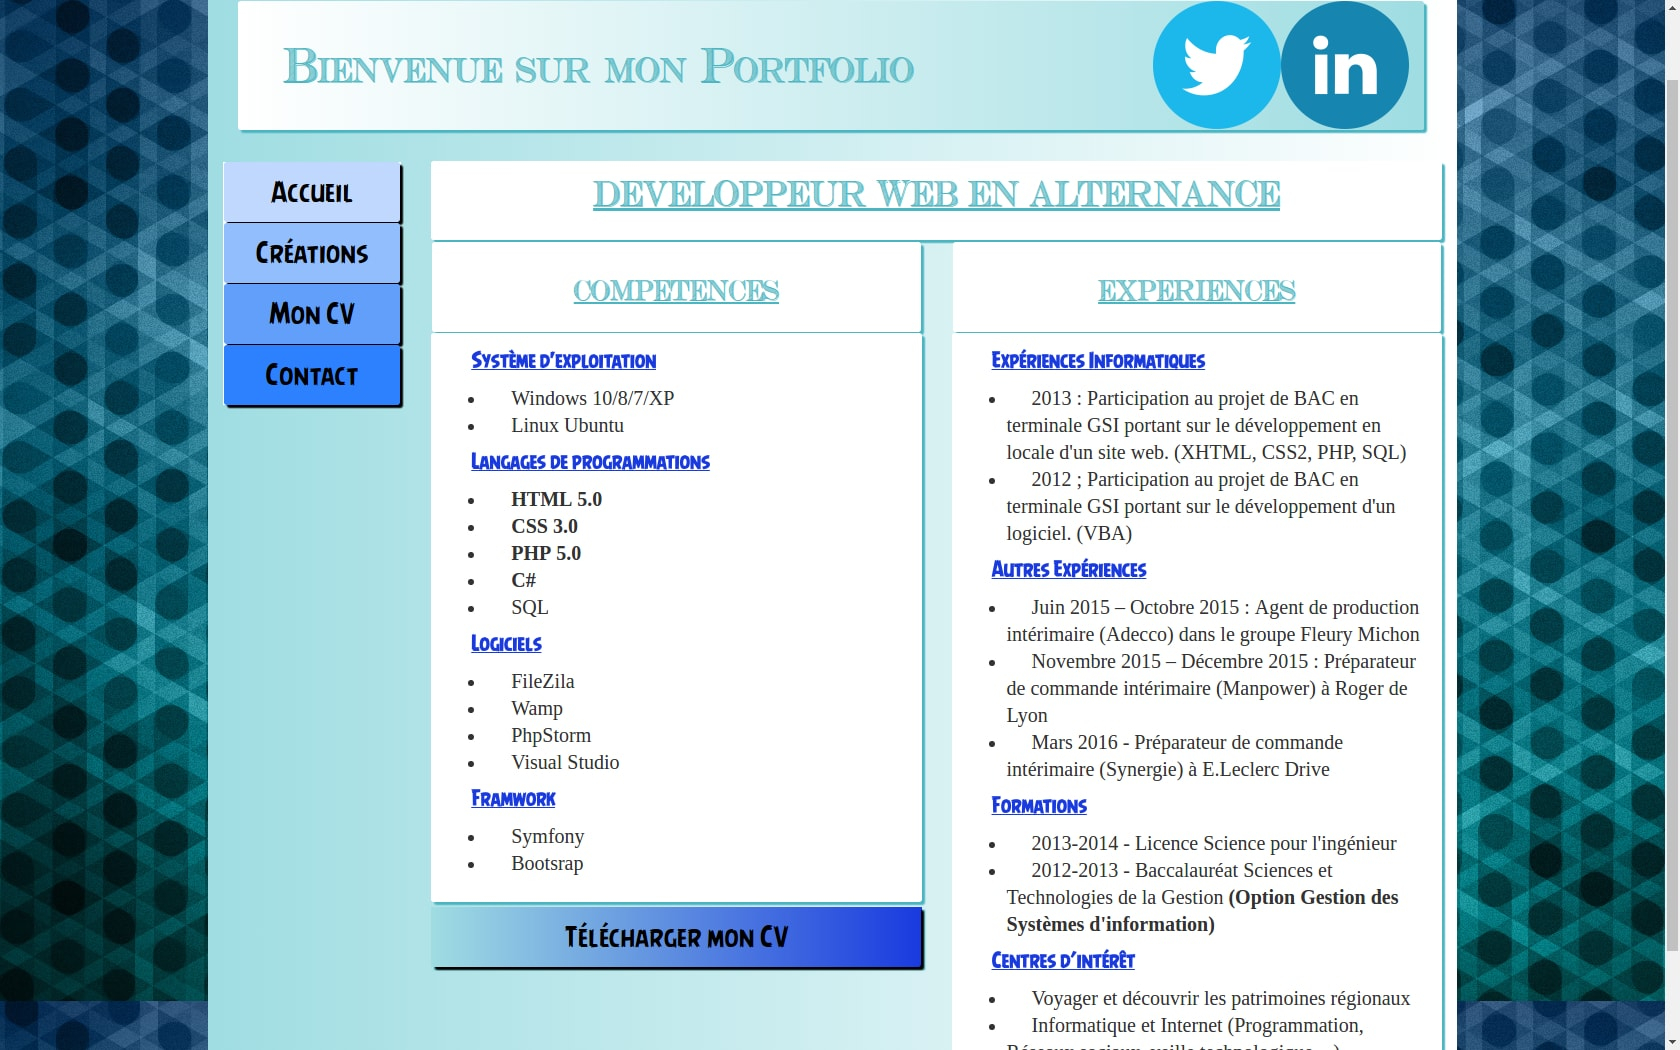 Bienvenue sur mon Portfolio
in
Accueil
Créations
Mon CV
Contact
DEVELOPPEUR WEB EN ALTERNANCE
COMPETENCES
Système d'exploitation
Windows 10/8/7/XP
Linux Ubuntu
Langages de programmations
HTML 5.0
CSS 3.0
PHP 5.0
C#
SQL
Logiciels
FileZila
Wamp
PhpStorm
Visual Studio
Framwork
Symfony
Bootsrap
Télécharger mon CV
EXPERIENCES
Expériences Informatiques
2013 : Participation au projet de BAC en
terminale GSI portant sur le développement en
locale d'un site web. (XHTML, CSS2, PHP, SQL)
2012 ; Participation au projet de BAC en
terminale GSI portant sur le développement d'un
logiciel. (VBA)
Autres Expériences
Juin 2015 – Octobre 2015 : Agent de production
intérimaire (Adecco) dans le groupe Fleury Michon
Novembre 2015 – Décembre 2015 : Préparateur
de commande intérimaire (Manpower) à Roger de
Lyon
Mars 2016 - Préparateur de commande
intérimaire (Synergie) à E.Leclerc Drive
Formations
2013-2014 - Licence Science pour l'ingénieur
2012-2013 - Baccalauréat Sciences et
Technologies de la Gestion (Option Gestion des
Systèmes d'information)
Centres d'intérêt
Voyager et découvrir les patrimoines régionaux
Informatique et Internet (Programmation,